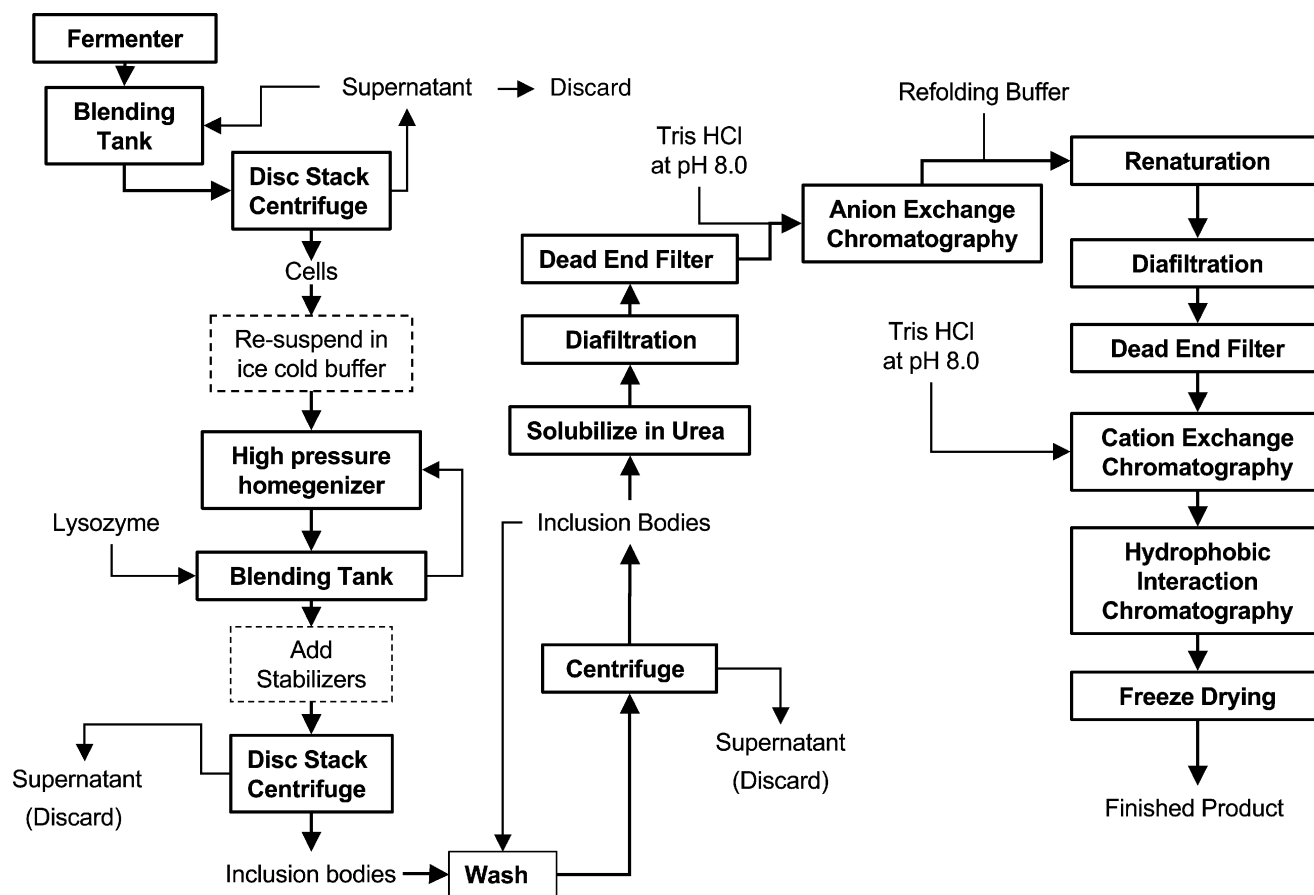 Fermenter
Blending
Tank
Supernatant
Discard
Disc Stack
Centrifuge
Cells
Re-suspend in
ice cold buffer
High pressure
homegenizer
Lysozyme
Blending Tank
Add
Stabilizers
Disc Stack
Centrifuge
Supernatant
(Discard)
Inclusion bodies
Wash
Centrifuge
Supernatant
(Discard)
Inclusion Bodies
Solubilize in Urea
Diafiltration
Dead End Filter
Tris HCl
at pH 8.0
Anion Exchange
Chromatography
Refolding Buffer
Renaturation
Diafiltration
Dead End Filter
Tris HCl
at pH 8.0
Cation Exchange
Chromatography
Hydrophobic
Interaction
Chromatography
Freeze Drying
Finished Product